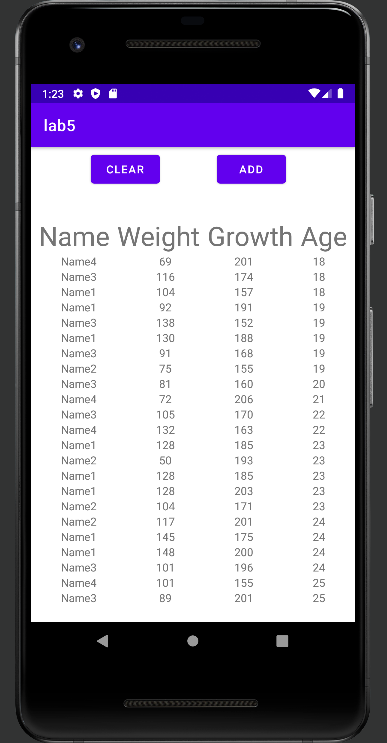 1:23
lab5
CLEAR ADD
Name Weight Growth Age
Name4 69 201 18
Name3 116 174 18
Name1 104 157 18
Name1 92 191 19
Name3 138 152 19
Name1 130 188 19
Name3 91 168 19
Name2 75 155 19
Name3 81 160 20
Name4 72 206 21
Name3 105 170 22
Name4 132 163 22
Name1 128 185 23
Name2 50 193 23
Name1 128 185 23
Name1 128 203 23
Name2 104 171 23
Name2 117 201 24
Name1 145 175 24
Name1 148 200 24
Name3 101 196 24
Name4 101 155 25
Name3 89 201 25